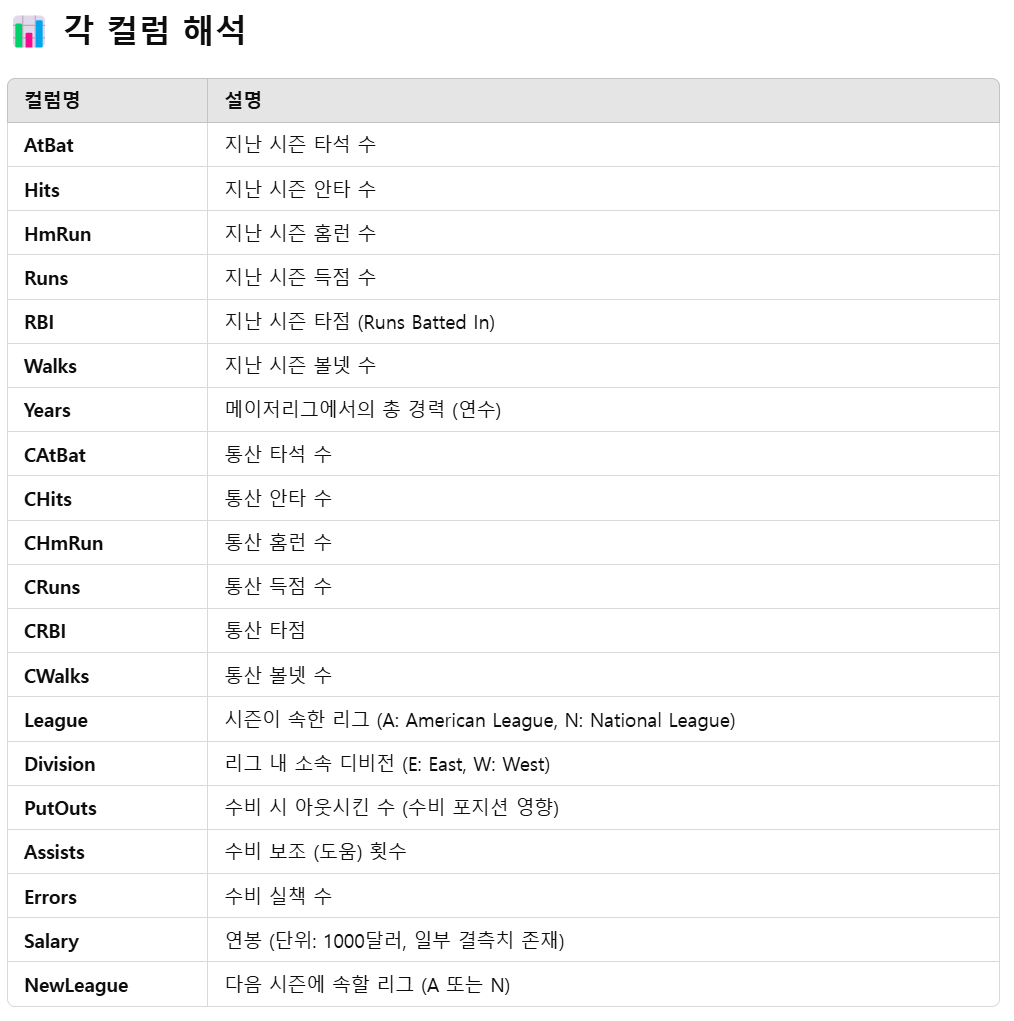 각 컬럼 해석
컬럼명 설명
AtBat 지난 시즌 타석 수
Hits 지난 시즌 안타 수
HmRun 지난 시즌 홈런 수
Runs 지난 시즌 득점 수
RBI 지난 시즌 타점 (Runs Batted In)
Walks 지난 시즌 볼넷 수
Years 메이저리그에서의 총 경력 (연수)
CAtBat 통산 타석 수
CHits 통산 안타 수
CHmRun 통산 홈런 수
CRuns 통산 득점 수
CRBI 통산 타점
CWalks 통산 볼넷 수
League 시즌이 속한 리그 (A: American League, N: National League)
Division 리그 내 소속 디비전 (E: East, W: West)
PutOuts 수비 시 아웃시킨 수 (수비 포지션 영향)
Assists 수비 보조 (도움) 횟수
Errors 수비 실책 수
Salary 연봉 (단위: 1000달러, 일부 결측치 존재)
NewLeague 다음 시즌에 속할 리그 (A 또는 N)